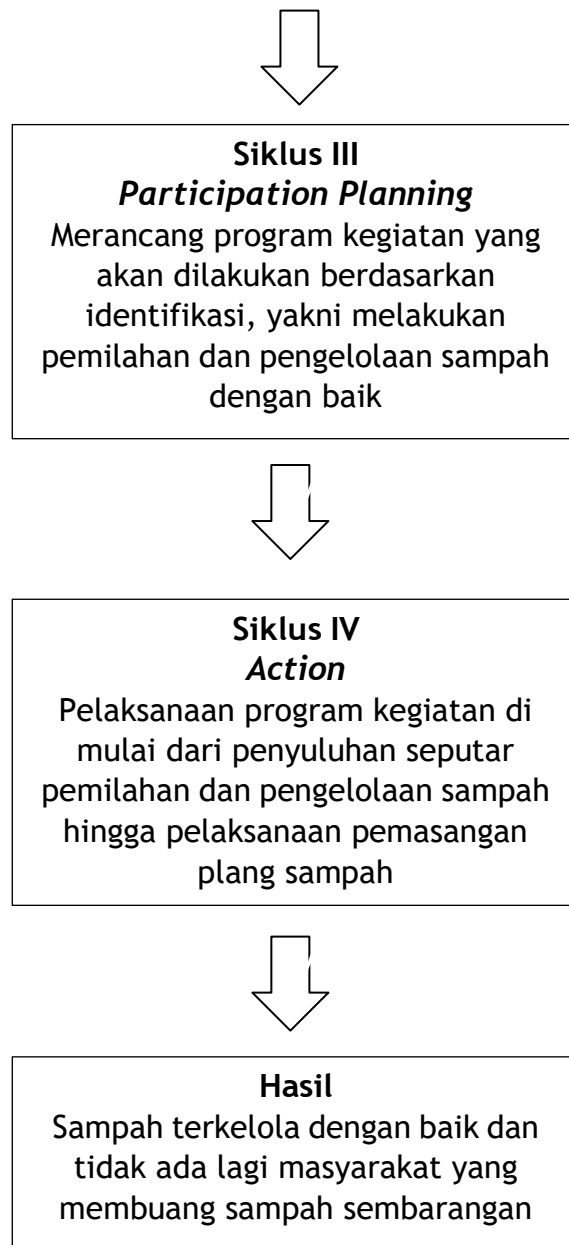 Siklus III
Participation Planning
Merancang program kegiatan yang
akan dilakukan berdasarkan
identifikasi, yakni melakukan
pemilahan dan pengelolaan sampah
dengan baik
Siklus IV
Action
Pelaksanaan program kegiatan di
mulai dari penyuluhan seputar
pemilahan dan pengelolaan sampah
hingga pelaksanaan pemasangan
plang sampah
Hasil
Sampah terkelola dengan baik dan
tidak ada lagi masyarakat yang
membuang sampah sembarangan